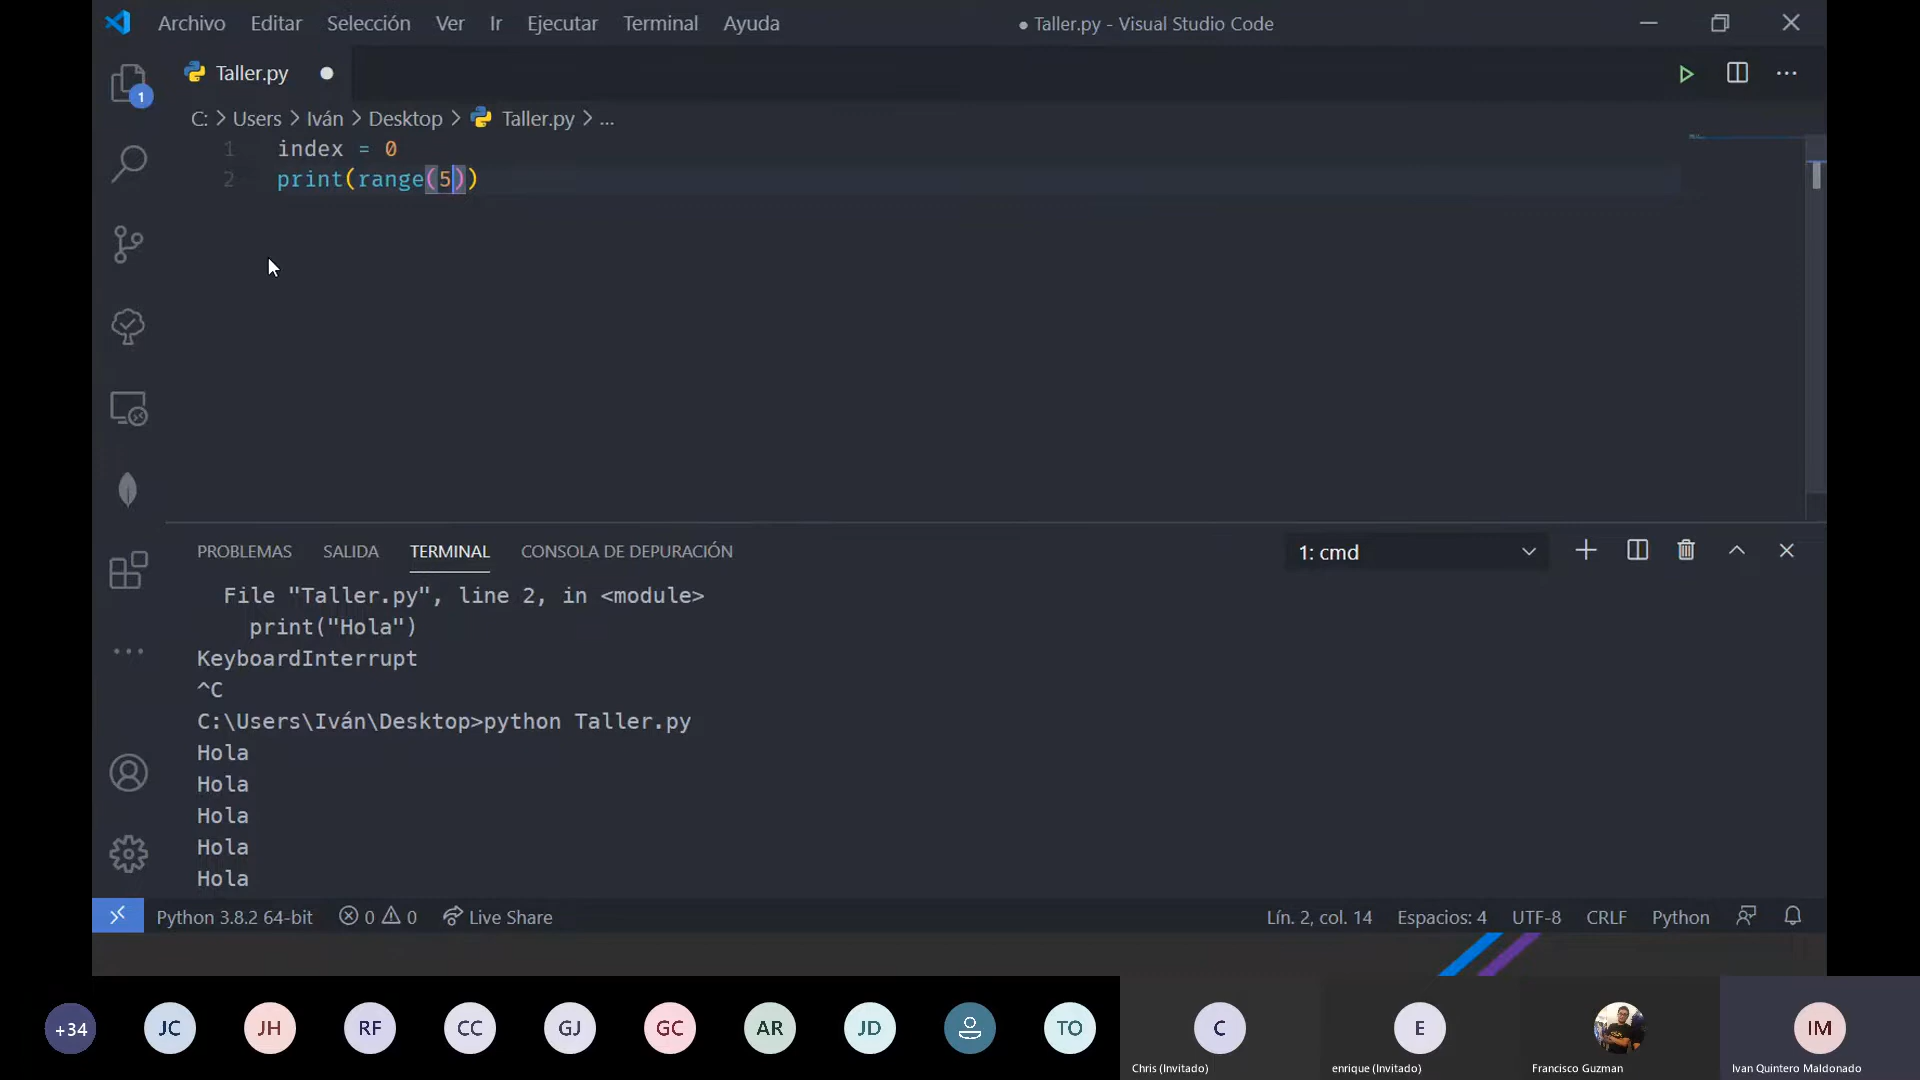 Archivo Editar Selección Ver Ir Ejecutar Terminal Ayuda
● Taller.py - Visual Studio Code
Taller.py ●
1
C: > Users > Iván > Desktop > Taller.py > ...
1 index = 0
2 print(range(5))
PROBLEMAS SALIDA TERMINAL CONSOLA DE DEPURACIÓN
1: cmd
File "Taller.py", line 2, in <module>
print("Hola")
KeyboardInterrupt
^C
C:\Users\Iván\Desktop>python Taller.py
Hola
Hola
Hola
Hola
Hola
Python 3.8.2 64-bit 0 0 Live Share
Lín. 2, col. 14 Espacios: 4 UTF-8 CRLF Python
+34 JC JH RF CC GJ GC AR JD TO C E IM
Chris (Invitado) enrique (Invitado) Francisco Guzman Ivan Quintero Maldonado